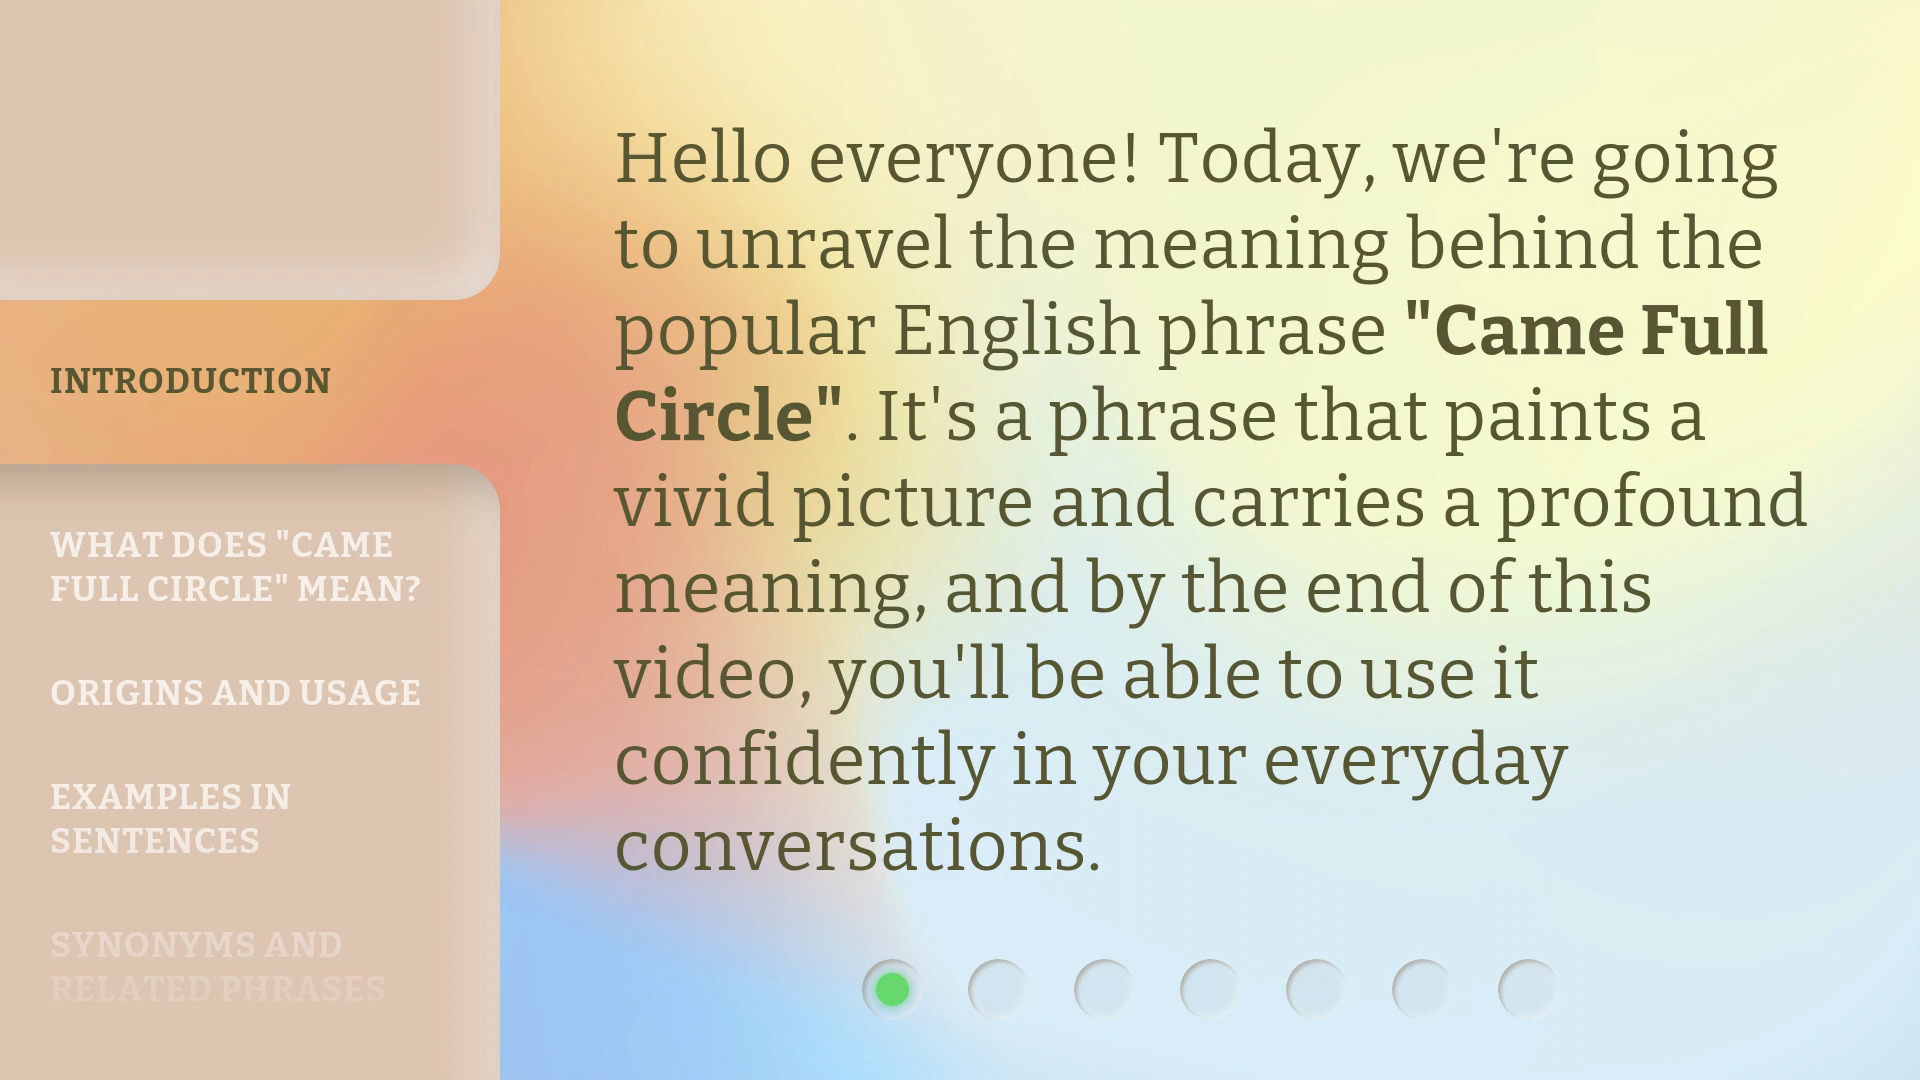 INTRODUCTION
WHAT DOES "CAME
FULL CIRCLE" MEAN?
ORIGINS AND USAGE
EXAMPLES IN
SENTENCES
SYNONYMS AND
RELATED PHRASES
Hello everyone! Today, we're going
to unravel the meaning behind the
popular English phrase "Came Full
Circle". It's a phrase that paints a
vivid picture and carries a profound
meaning, and by the end of this
video, you'll be able to use it
confidently in your everyday
conversations.